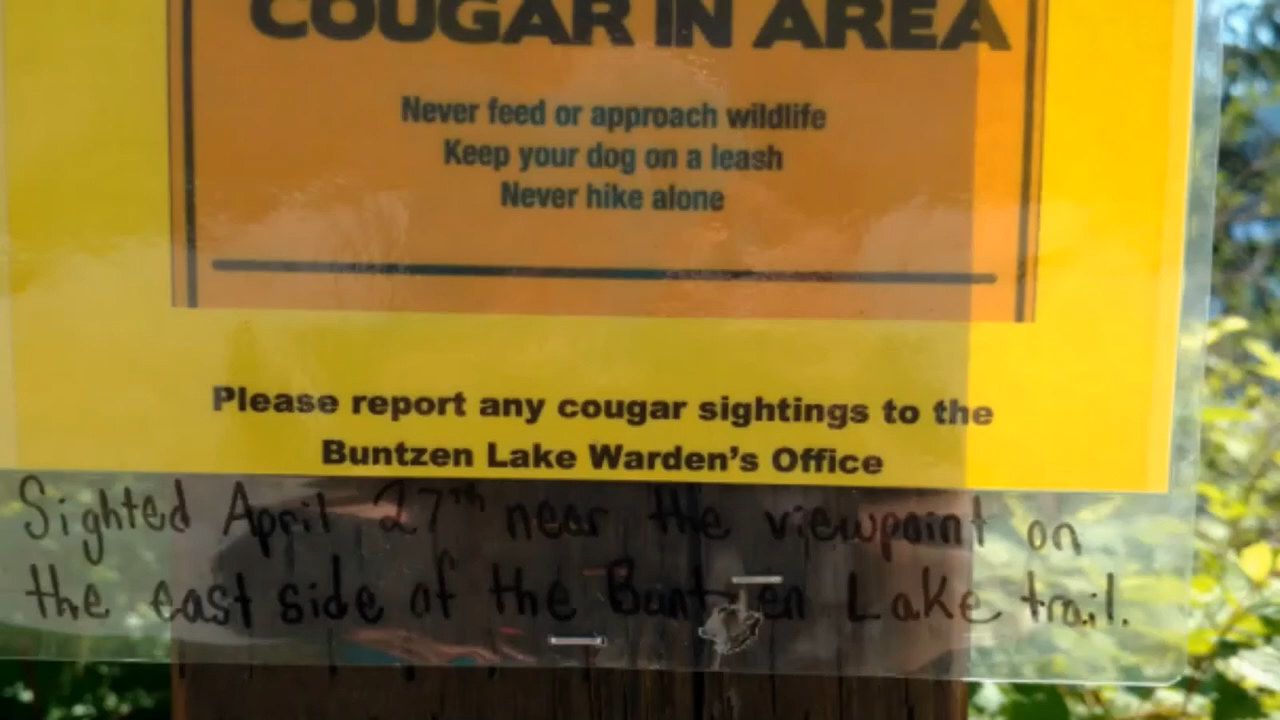 COUGAR IN AREA
Never feed or approach wildlife
Keep your dog on a leash
Never hike alone
Please report any cougar sightings to the
Buntzen Lake Warden's Office
Sighted April 27th near the viewpoint on
the east side of the Buntzen Lake trail.